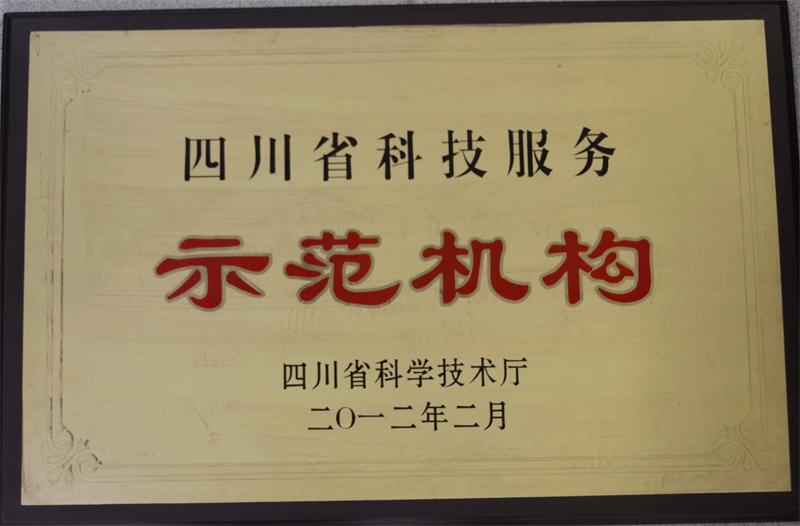 四川省科技服务
示范机构
四川省科学技术厅
二〇一二年二月